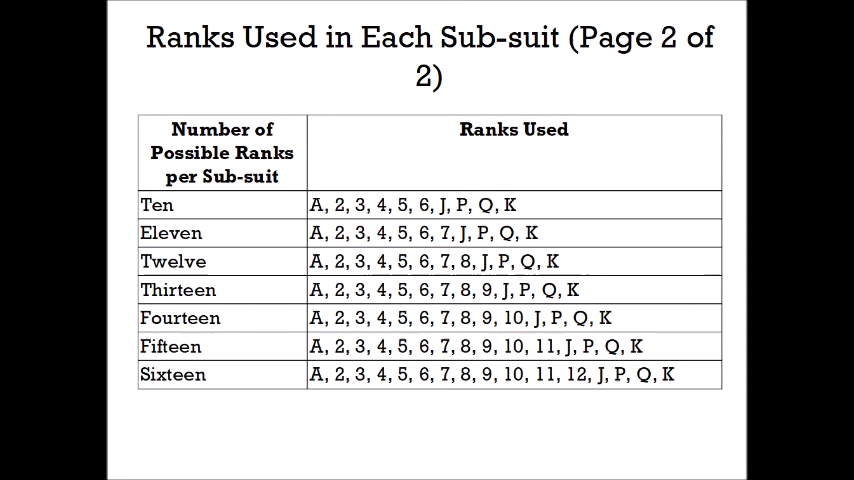 Ranks Used in Each Sub-suit (Page 2 of
2)
Number of
Possible Ranks
per Sub-suit
Ranks Used
Ten
A, 2, 3, 4, 5, 6, J, P, Q, K
Eleven
A, 2, 3, 4, 5, 6, 7, J, P, Q, K
Twelve
A, 2, 3, 4, 5, 6, 7, 8, J, P, Q, K
Thirteen
A, 2, 3, 4, 5, 6, 7, 8, 9, J, P, Q, K
Fourteen
A, 2, 3, 4, 5, 6, 7, 8, 9, 10, J, P, Q, K
Fifteen
A, 2, 3, 4, 5, 6, 7, 8, 9, 10, 11, J, P, Q, K
Sixteen
A, 2, 3, 4, 5, 6, 7, 8, 9, 10, 11, 12, J, P, Q, K